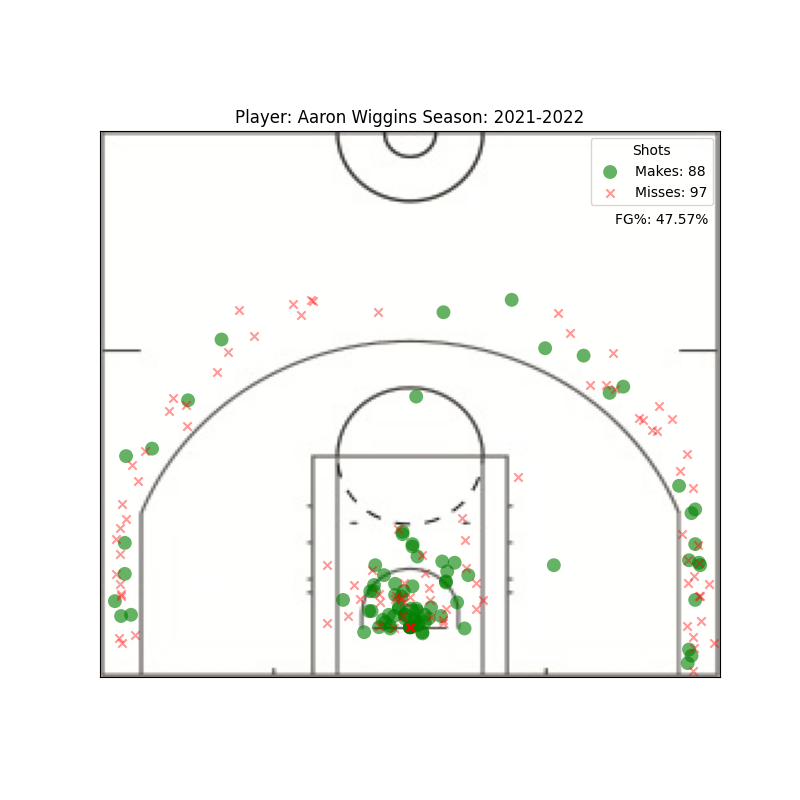 Player: Aaron Wiggins Season: 2021-2022
Shots
Makes: 88
Misses: 97
FG%: 47.57%